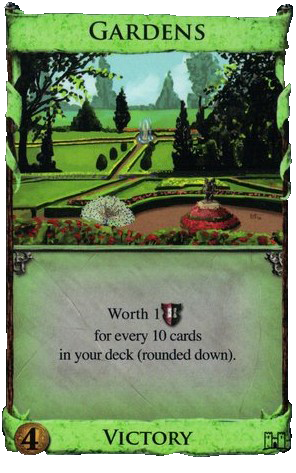 GARDENS
Worth 1
for every 10 cards
in your deck (rounded down).
4
VICTORY